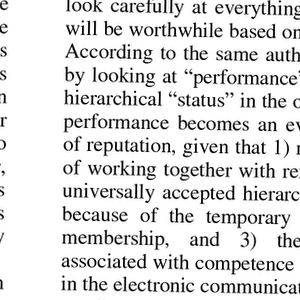 look carefully at everything
will be worthwhile based on
According to the same auth
by looking at "performance"
hierarchical "status" in the o
performance becomes an ev
of reputation, given that 1) r
of working together with re
universally accepted hierarc
because of the temporary
membership, and 3) the
associated with competence
in the electronic communicat